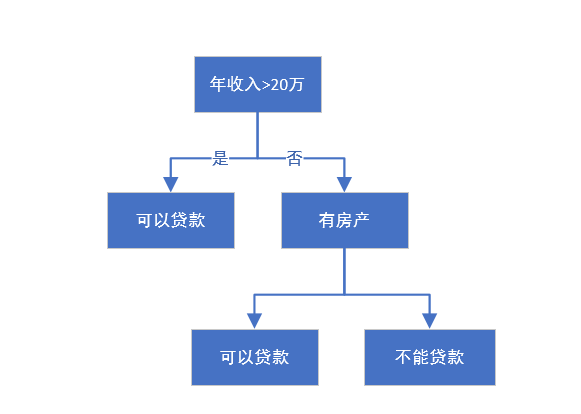 年收入>20万
是
否
可以贷款
有房产
可以贷款
不能贷款